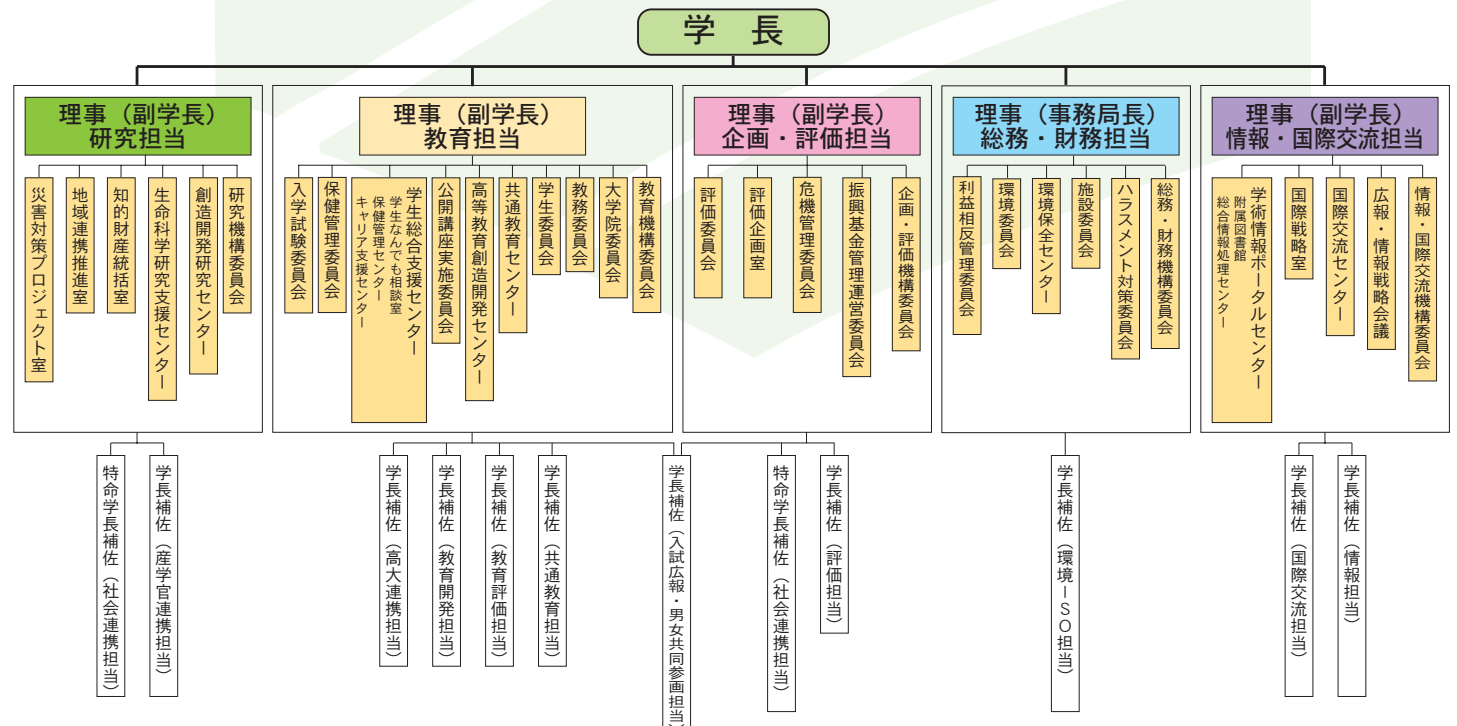 学 長
理事（副学長）
研究担当
災害対策プロジェクト室
地域連携推進室
知的財産統括室
生命科学研究支援センター
創造開発研究センター
研究機構委員会
特命学長補佐（社会連携担当）
学長補佐（産学官連携担当）
理事（副学長）
教育担当
入学試験委員会
保健管理委員会
学生総合支援センター
学生なんでも相談室
保健管理センター
キャリア支援センター
公開講座実施委員会
高等教育創造開発センター
共通教育センター
学生委員会
教務委員会
大学院委員会
教育機構委員会
学長補佐（高大連携担当）
学長補佐（教育開発担当）
学長補佐（教育評価担当）
学長補佐（共通教育担当）
学長補佐（入試広報・男女共同参画担当）
理事（副学長）
企画・評価担当
評価委員会
評価企画室
危機管理委員会
振興基金管理運営委員会
企画・評価機構委員会
特命学長補佐（社会連携担当）
学長補佐（評価担当）
理事（事務局長）
総務・財務担当
利益相反管理委員会
環境委員会
環境保全センター
施設委員会
ハラスメント対策委員会
総務・財務機構委員会
学長補佐（環境ISO担当）
理事（副学長）
情報・国際交流担当
学術情報ポータルセンター
附属図書館
総合情報処理センター
国際戦略室
国際交流センター
広報・情報戦略会議
情報・国際交流機構委員会
学長補佐（国際交流担当）
学長補佐（情報担当）